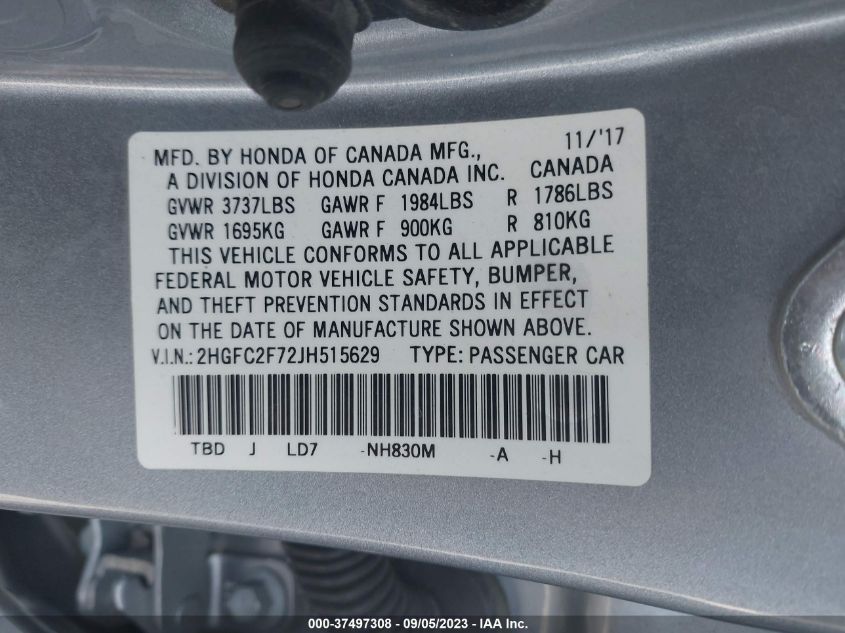 11/'17
MFD. BY HONDA OF CANADA MFG., CANADA
A DIVISION OF HONDA CANADA INC.
GVWR 3737LBS GAWR F 1984LBS R 1786LBS
GVWR 1695KG GAWR F 900KG R 810KG
THIS VEHICLE CONFORMS TO ALL APPLICABLE
FEDERAL MOTOR VEHICLE SAFETY, BUMPER,
AND THEFT PREVENTION STANDARDS IN EFFECT
ON THE DATE OF MANUFACTURE SHOWN ABOVE.
V.I.N.: 2HGFC2F72JH515629 TYPE: PASSENGER CAR
TBD J LD7 -NH830M -A -H
000-37497308 / 09/05/2023 - IAA Inc.